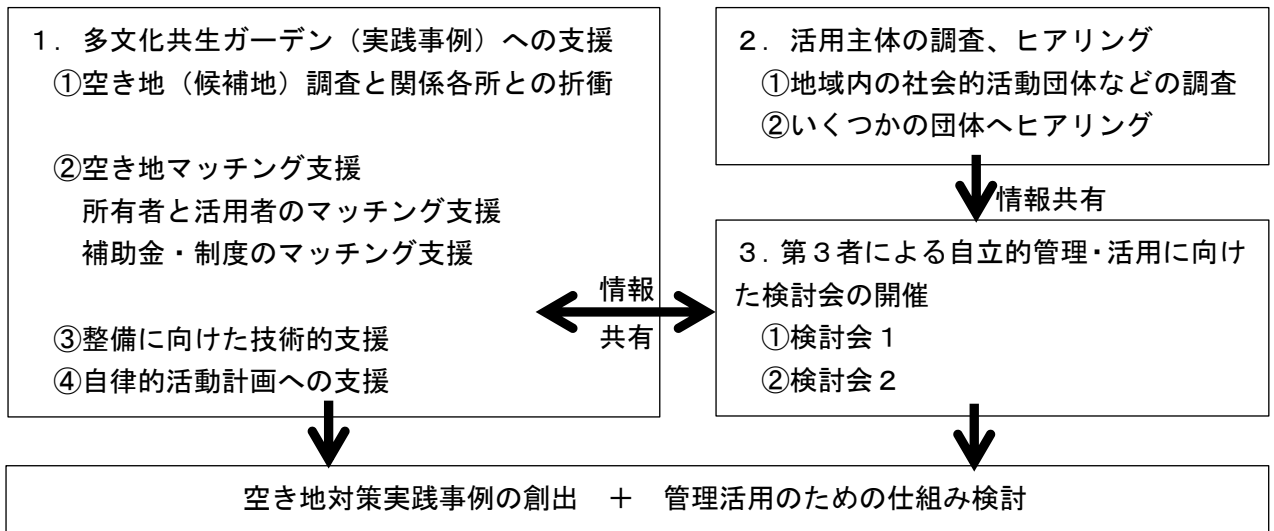 １．多文化共生ガーデン（実践事例）への支援
①空き地（候補地）調査と関係各所との折衝
②空き地マッチング支援
所有者と活用者のマッチング支援
補助金・制度のマッチング支援
③整備に向けた技術的支援
④自律的活動計画への支援
情報
共有
２．活用主体の調査、ヒアリング
①地域内の社会的活動団体などの調査
②いくつかの団体へヒアリング
情報共有
３．第３者による自立的管理・活用に向け
た検討会の開催
①検討会１
②検討会２
空き地対策実践事例の創出　＋　管理活用のための仕組み検討